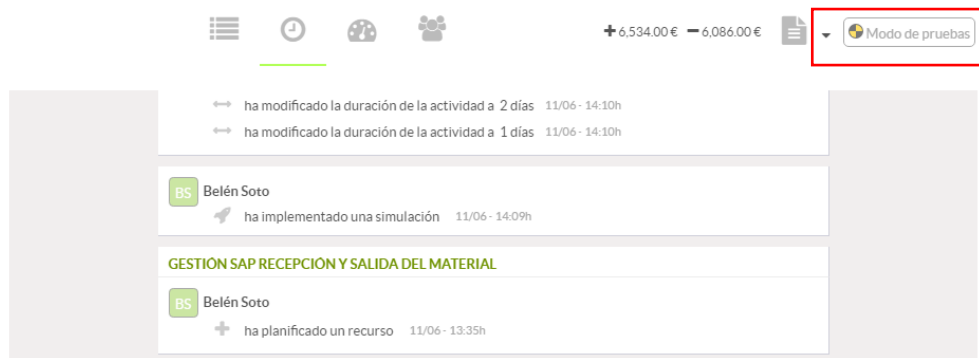 + 6,534.00 € − 6,086.00 € Modo de pruebas
ha modificado la duración de la actividad a 2 días 11/06 - 14:10h
ha modificado la duración de la actividad a 1 días 11/06 - 14:10h
BS Belén Soto
ha implementado una simulación 11/06 - 14:09h
GESTIÓN SAP RECEPCIÓN Y SALIDA DEL MATERIAL
BS Belén Soto
ha planificado un recurso 11/06 - 13:35h